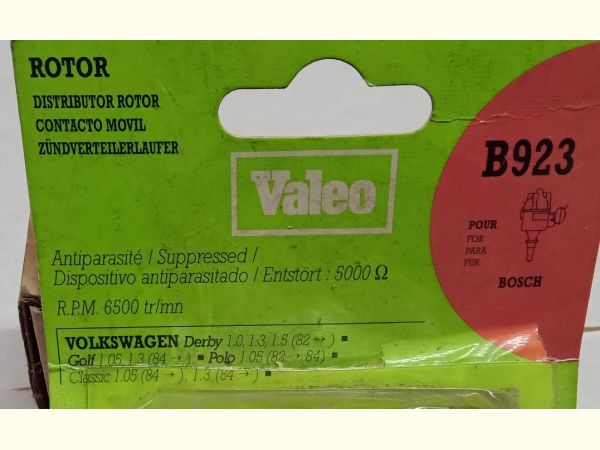 ROTOR
DISTRIBUTOR ROTOR
CONTACTO MOVIL
ZÜNDVERTEILERLAUFER
Valeo
B923
POUR
FOR
PARA
FÜR
BOSCH
Antiparasité / Suppressed /
Dispositivo antiparasitado / Entstört : 5000 Ω
R.P.M. 6500 tr/mn
VOLKSWAGEN Derby 1.0, 1.3, 1.5 (82 → ) ■
Golf 1.05, 1.3 (84 → ) ■ Polo 1.05 (82 → 84) ■
Classic 1.05 (84 → ), 1.3 (84 → ) ■